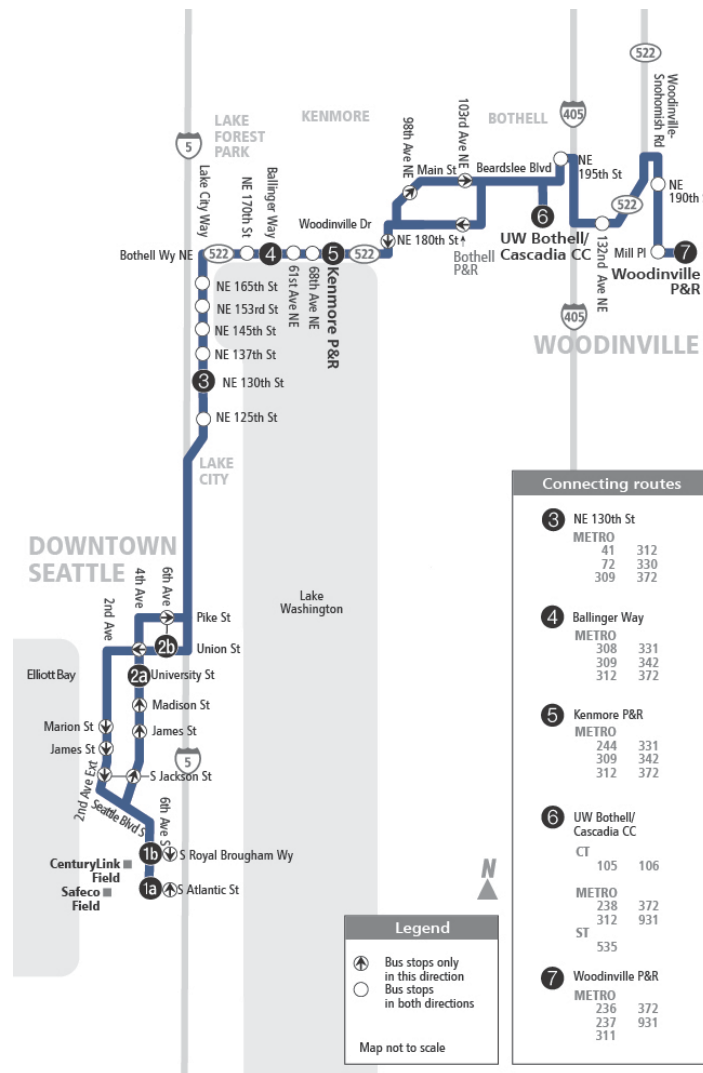 522
405
5
LAKE
FOREST
PARK
KENMORE
BOTHELL
Woodinville-
Snohomish Rd
Lake City Way
NE 170th St
Ballinger Way
98th Ave NE
Main St
103rd Ave NE
Beardslee Blvd
NE
195th St
522
NE
190th
Woodinville Dr
NE 180th St
Bothell
P&R
6
UW Bothell/
Cascadia CC
132nd Ave NE
Mill Pl
7
Woodinville
P&R
Bothell Wy NE
522
4
61st Ave NE
68th Ave NE
5
Kenmore P&R
522
405
WOODINVILLE
NE 165th St
NE 153rd St
NE 145th St
NE 137th St
3
NE 130th St
NE 125th St
LAKE
CITY
DOWNTOWN
SEATTLE
2nd Ave
4th Ave
6th Ave
Pike St
2b
Union St
Lake
Washington
Elliott Bay
2a
University St
Madison St
Marion St
James St
James St
S Jackson St
5
2nd Ave Ext
Seattle Blvd S
6th Ave S
1b
S Royal Brougham Wy
CenturyLink
Field
1a
S Atlantic St
Safeco
Field
N
Legend
Bus stops only
in this direction
Bus stops
in both directions
Map not to scale
Connecting routes
3 NE 130th St
METRO
41 312
72 330
309 372
4 Ballinger Way
METRO
308 331
309 342
312 372
5 Kenmore P&R
METRO
244 331
309 342
312 372
6 UW Bothell/
Cascadia CC
CT
105 106
METRO
238 372
312 931
ST
535
7 Woodinville P&R
METRO
236 372
237 931
311